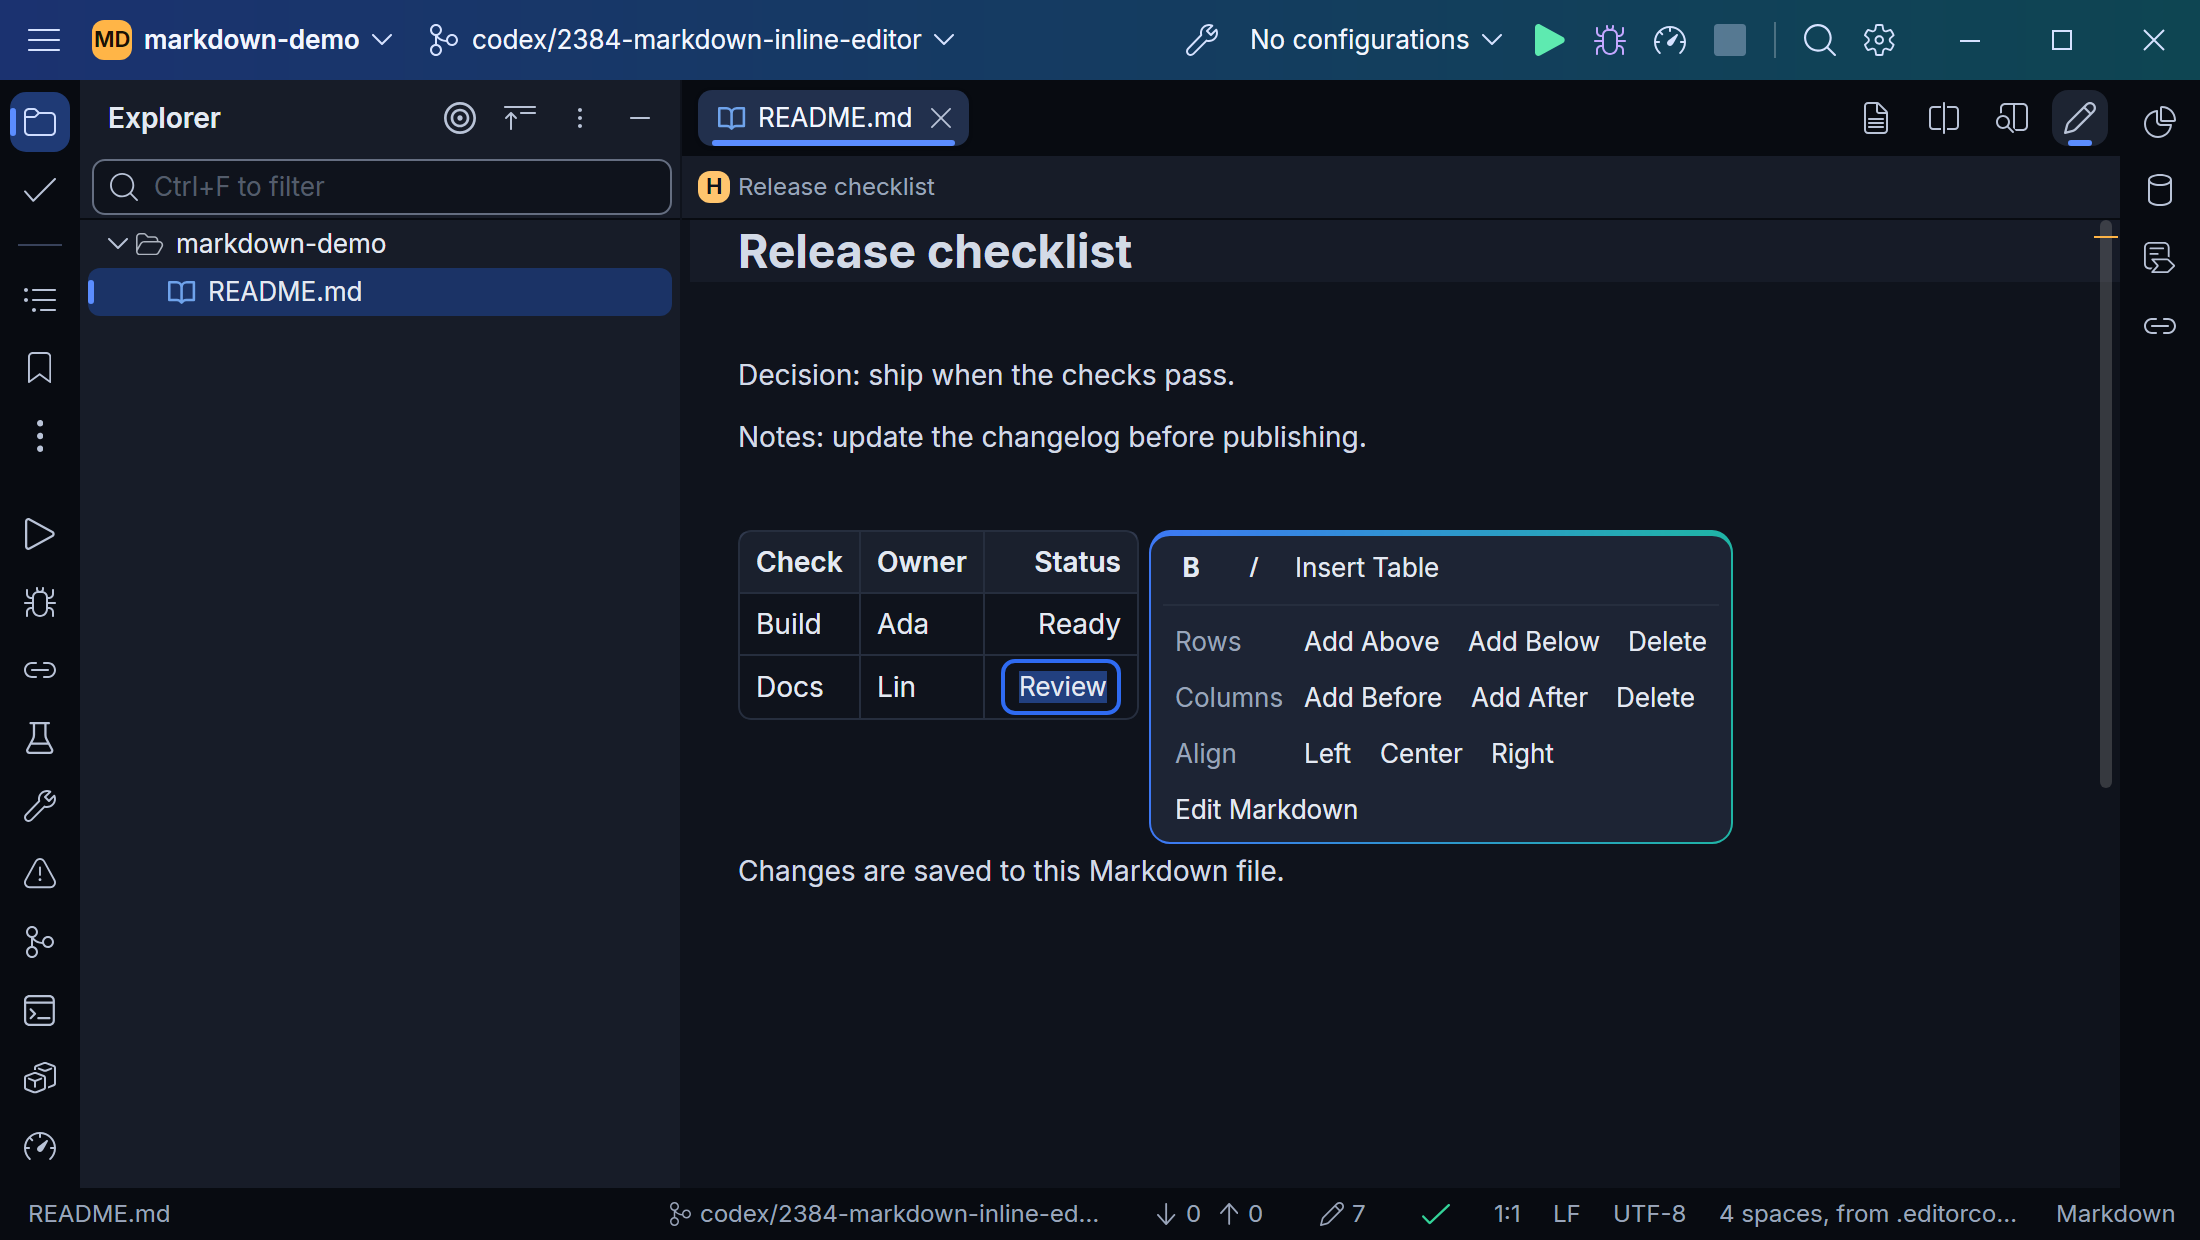 MD markdown-demo codex/2384-markdown-inline-editor No configurations
Explorer
README.md
Ctrl+F to filter
H Release checklist
markdown-demo
README.md
Release checklist
Decision: ship when the checks pass.
Notes: update the changelog before publishing.
Check Owner Status
Build Ada Ready
Docs Lin Review
B / Insert Table
Rows Add Above Add Below Delete
Columns Add Before Add After Delete
Align Left Center Right
Edit Markdown
Changes are saved to this Markdown file.
README.md codex/2384-markdown-inline-ed... 0 0 7 1:1 LF UTF-8 4 spaces, from .editorco... Markdown